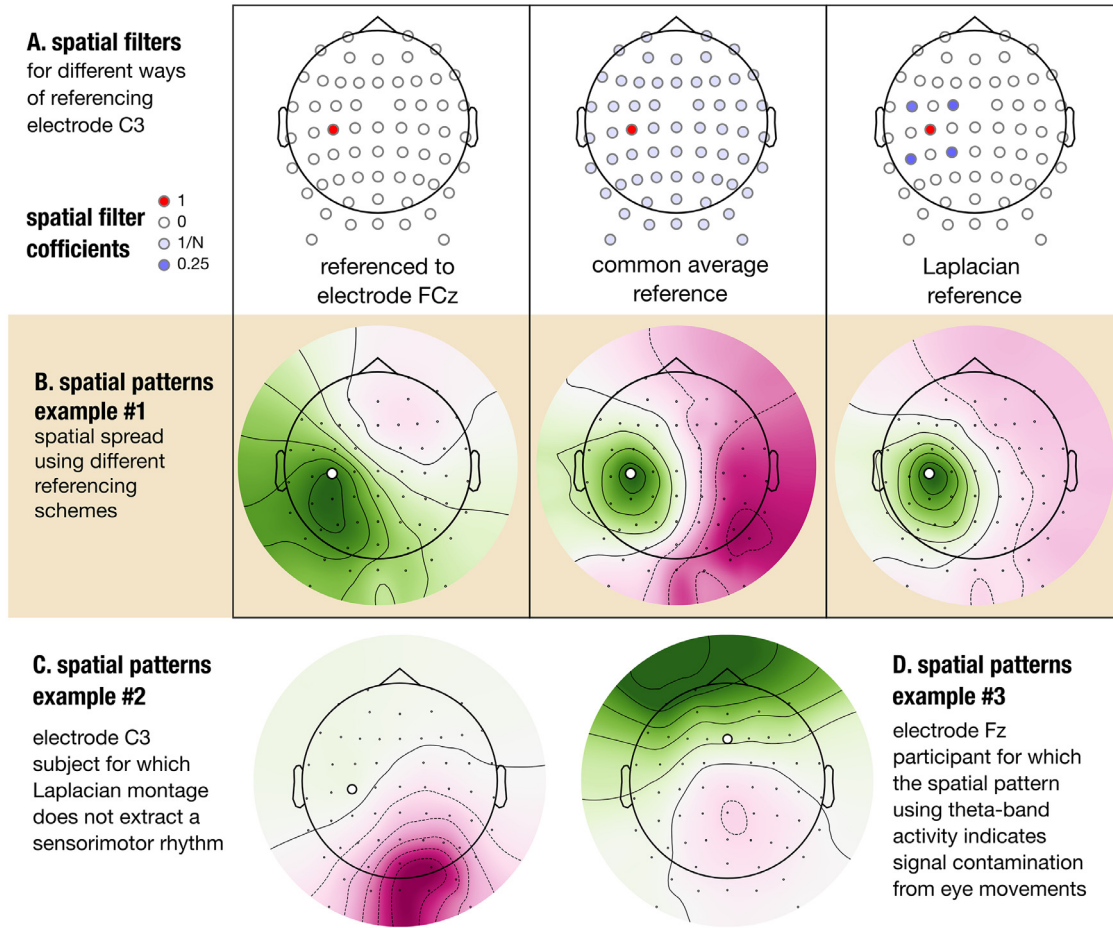 A. spatial filters
for different ways
of referencing
electrode C3
spatial filter
cofficients
1
0
1/N
0.25
referenced to
electrode FCz
common average
reference
Laplacian
reference
B. spatial patterns
example #1
spatial spread
using different
referencing
schemes
C. spatial patterns
example #2
electrode C3
subject for which
Laplacian montage
does not extract a
sensorimotor rhythm
D. spatial patterns
example #3
electrode Fz
participant for which
the spatial pattern
using theta-band
activity indicates
signal contamination
from eye movements